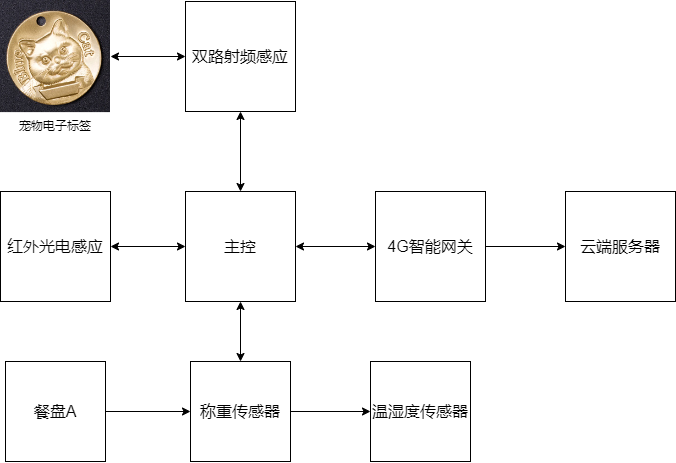 Cat
双路射频感应
宠物电子标签
红外光电感应
主控
4G智能网关
云端服务器
餐盘A
称重传感器
温湿度传感器